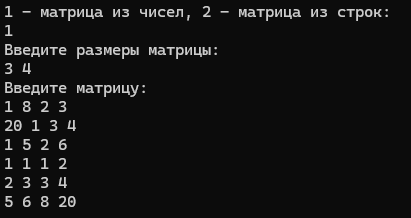 1 – матрица из чисел, 2 – матрица из строк:
1
Введите размеры матрицы:
3 4
Введите матрицу:
1 8 2 3
20 1 3 4
1 5 2 6
1 1 1 2
2 3 3 4
5 6 8 20